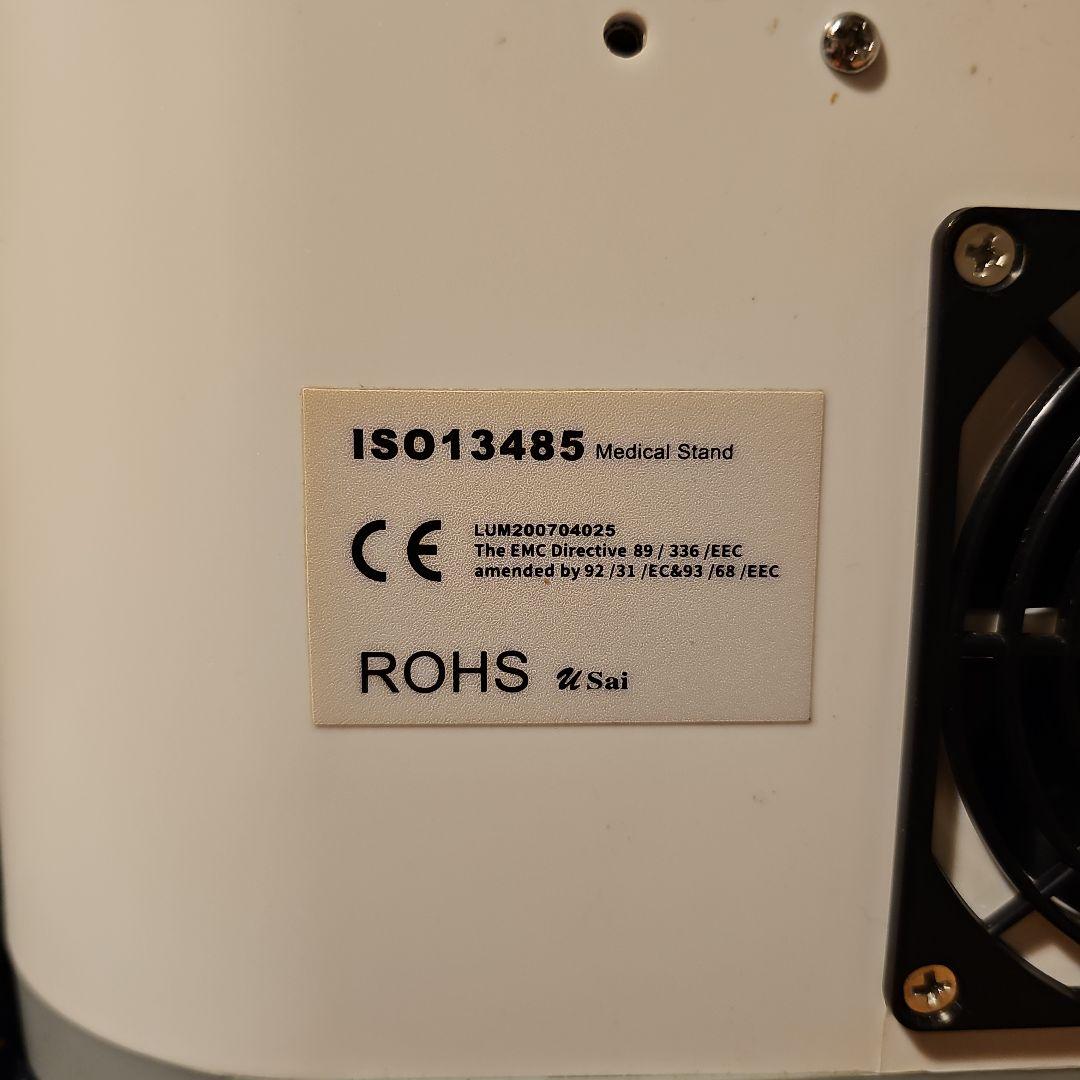 ISO13485 Medical Stand
CE
LUM200704025
The EMC Directive 89 / 336 /EEC
amended by 92 /31 /EC&93 /68 /EEC
ROHS u Sai